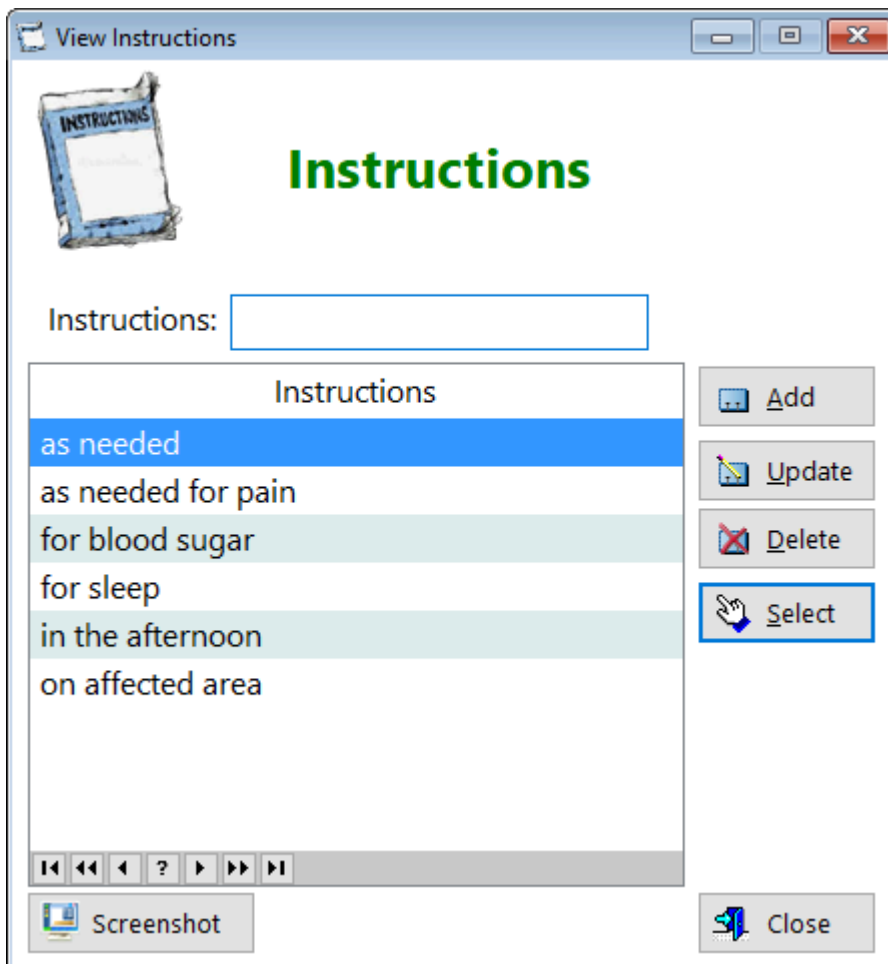 View Instructions
INSTRUCTIONS
Instructions
Instructions:
Instructions
Add
as needed
as needed for pain
Update
for blood sugar
Delete
for sleep
Select
in the afternoon
on affected area
?
Screenshot
Close